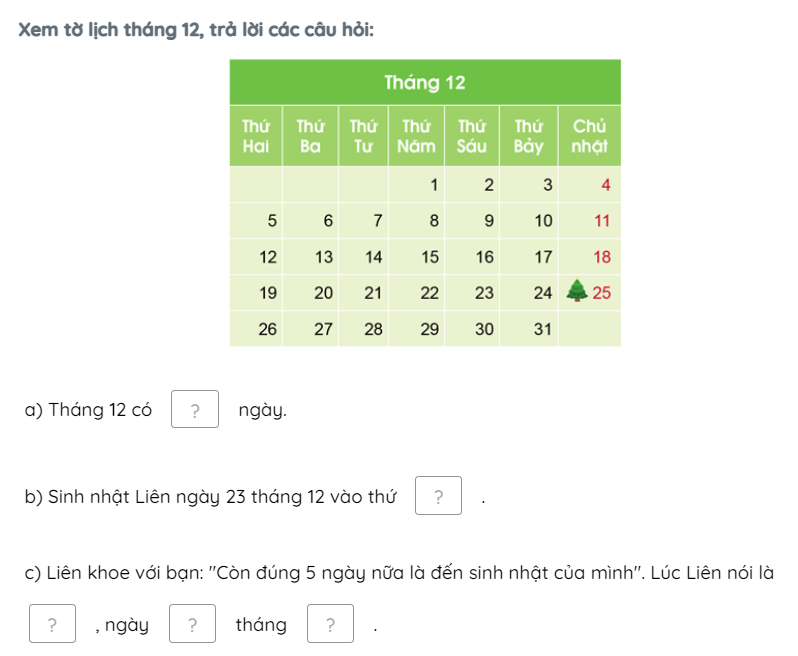 Xem tờ lịch tháng 12, trả lời các câu hỏi:
Tháng 12
Thứ Hai Thứ Ba Thứ Tư Thứ Năm Thứ Sáu Thứ Bảy Chủ nhật
1 2 3 4
5 6 7 8 9 10 11
12 13 14 15 16 17 18
19 20 21 22 23 24 25
26 27 28 29 30 31
a) Tháng 12 có ? ngày.
b) Sinh nhật Liên ngày 23 tháng 12 vào thứ ? .
c) Liên khoe với bạn: "Còn đúng 5 ngày nữa là đến sinh nhật của mình". Lúc Liên nói là
? , ngày ? tháng ? .